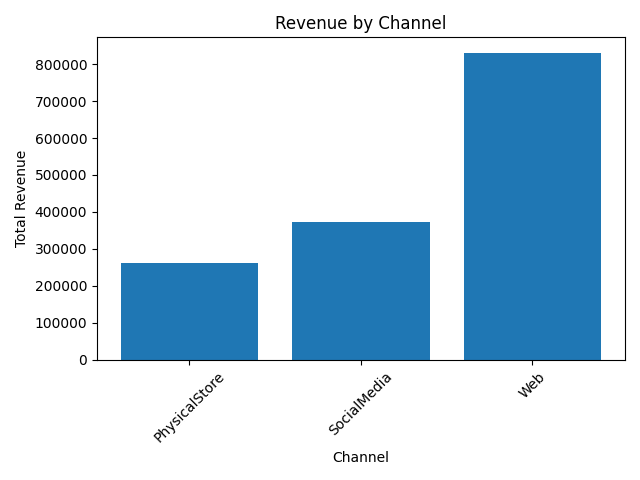 Revenue by Channel
Total Revenue
800000
700000
600000
500000
400000
300000
200000
100000
0
PhysicalStore
SocialMedia
Web
Channel